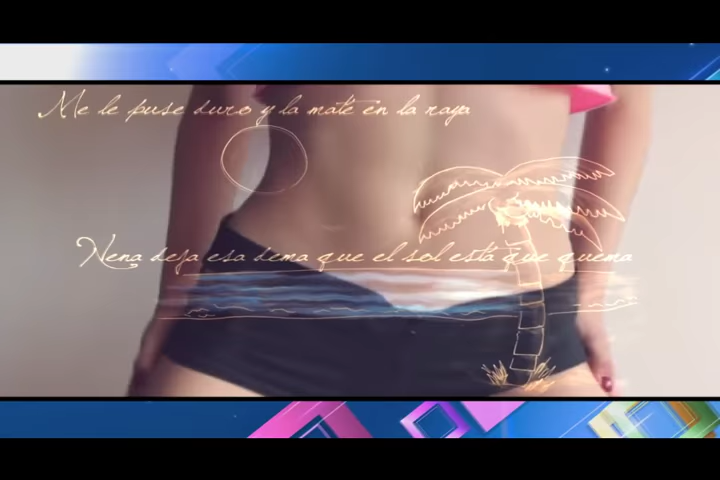 Me le puse duro y la maté en la raya
Nena deja esa dema que el sol está que quema